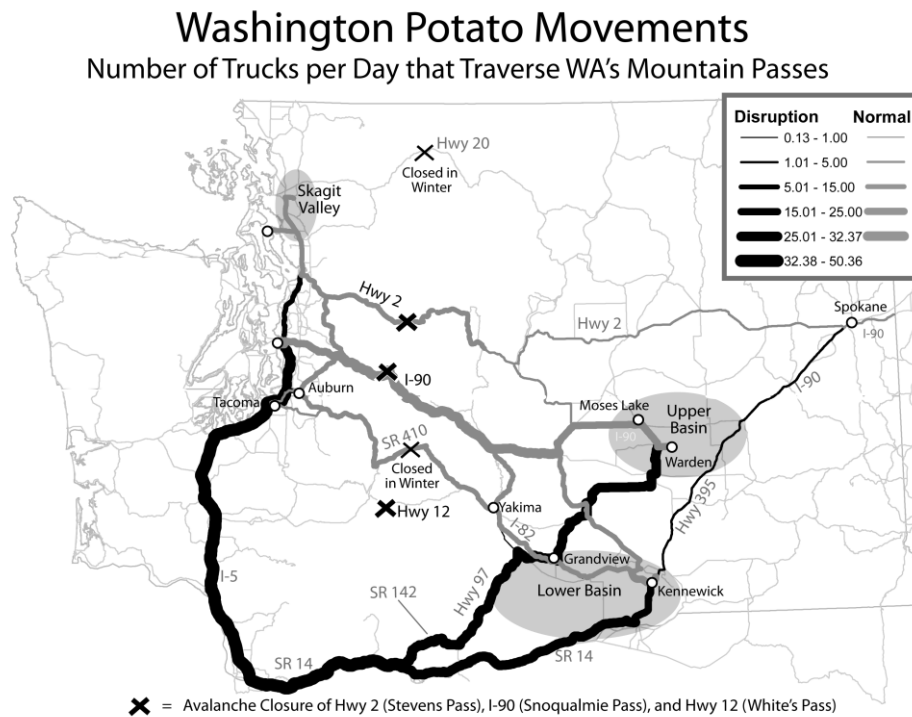 Washington Potato Movements
Number of Trucks per Day that Traverse WA's Mountain Passes
Disruption Normal
0.13 - 1.00
1.01 - 5.00
5.01 - 15.00
15.01 - 25.00
25.01 - 32.37
32.38 - 50.36
Hwy 20
Closed
in Winter
Skagit
Valley
Hwy 2
Hwy 2
Spokane
I-90
I-90
I-90
Auburn
Tacoma
SR 410
Closed
in Winter
Moses Lake
Upper
Basin
I-90
Warden
Hwy 12
Yakima
I-82
Hwy 395
Grandview
Lower Basin
Kennewick
I-5
Hwy 97
SR 142
SR 14
SR 14
✕ = Avalanche Closure of Hwy 2 (Stevens Pass), I-90 (Snoqualmie Pass), and Hwy 12 (White's Pass)